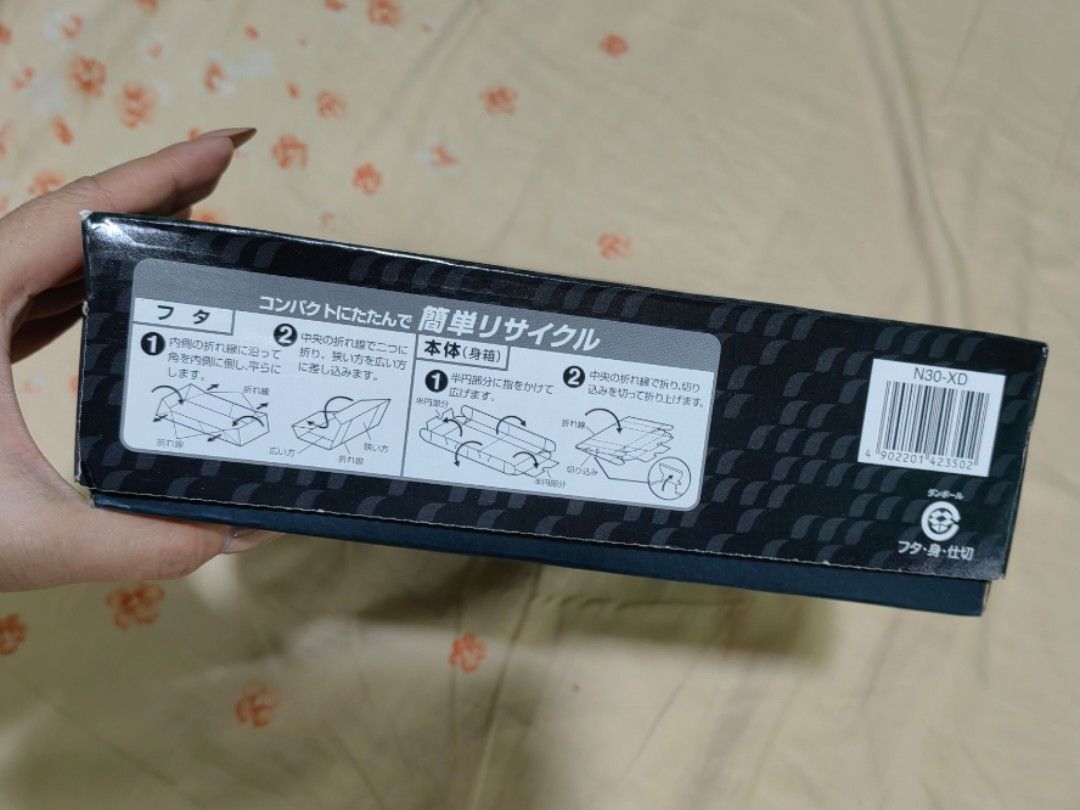 コンパクトにたたんで 簡単リサイクル
フタ
❶ 内側の折れ線に沿って
角を内側に倒し、平らに
します。
折れ線
折れ線
❷ 中央の折れ線で二つに
折り、狭い方を広い方
に差し込みます。
広い方
折れ線
狭い方
本体(身箱)
❶ 半円部分に指をかけて
広げます。
半円部分
半円部分
❷ 中央の折れ線で折り、切り
込みを切って折り上げます。
折れ線
切り込み
N30-XD
4 902201 423502
ダンボール
フタ・身・仕切